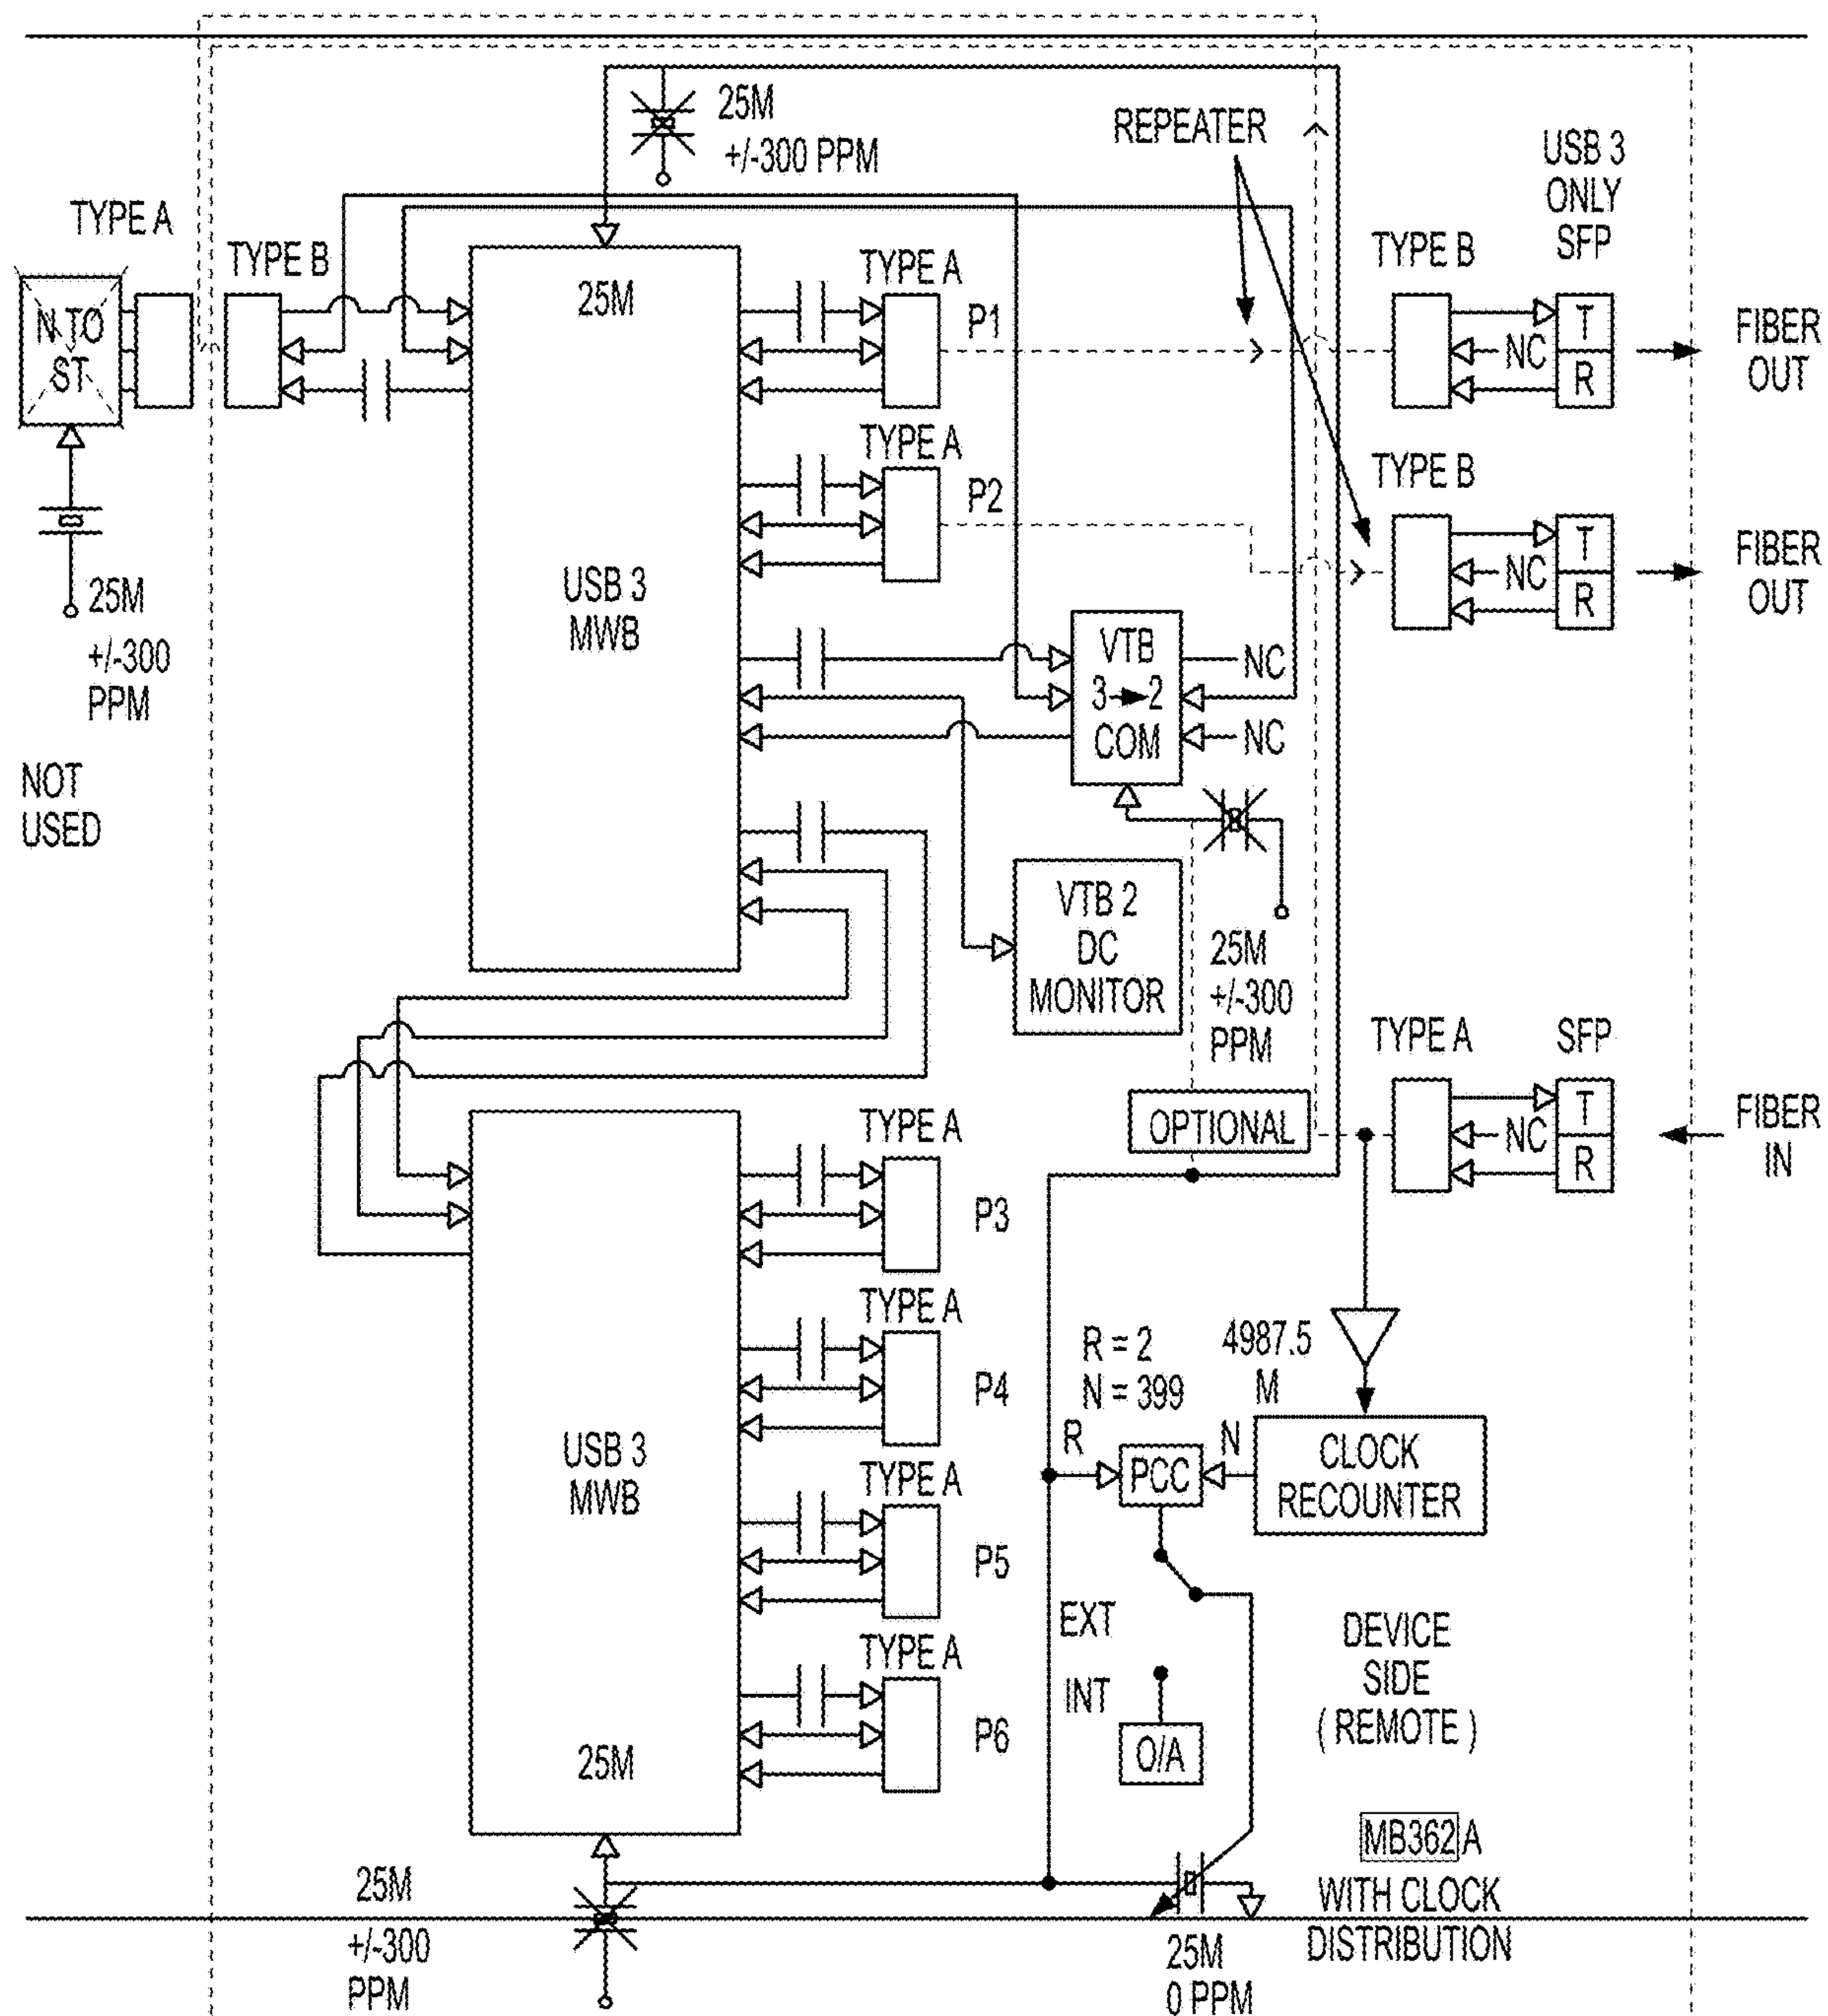 25M
+/-300 PPM
REPEATER
USB 3
ONLY
SFP
TYPE A
TYPE B
TYPE A
TYPE B
N TO
ST
25M
P1
T
NC
R
FIBER
OUT
TYPE A
P2
TYPE B
T
NC
R
FIBER
OUT
25M
+/-300
PPM
USB 3
MWB
VTB
3 2
COM
NC
NC
NOT
USED
VTB 2
DC
MONITOR
25M
+/-300
PPM
TYPE A
SFP
OPTIONAL
T
NC
R
FIBER
IN
TYPE A
P3
TYPE A
P4
R = 2
N = 399
4987.5
M
R
PCC
N
CLOCK
RECOUNTER
USB 3
MWB
TYPE A
P5
EXT
INT
O/A
DEVICE
SIDE
( REMOTE )
TYPE A
P6
25M
MB362 A
WITH CLOCK
DISTRIBUTION
25M
+/-300
PPM
25M
0 PPM